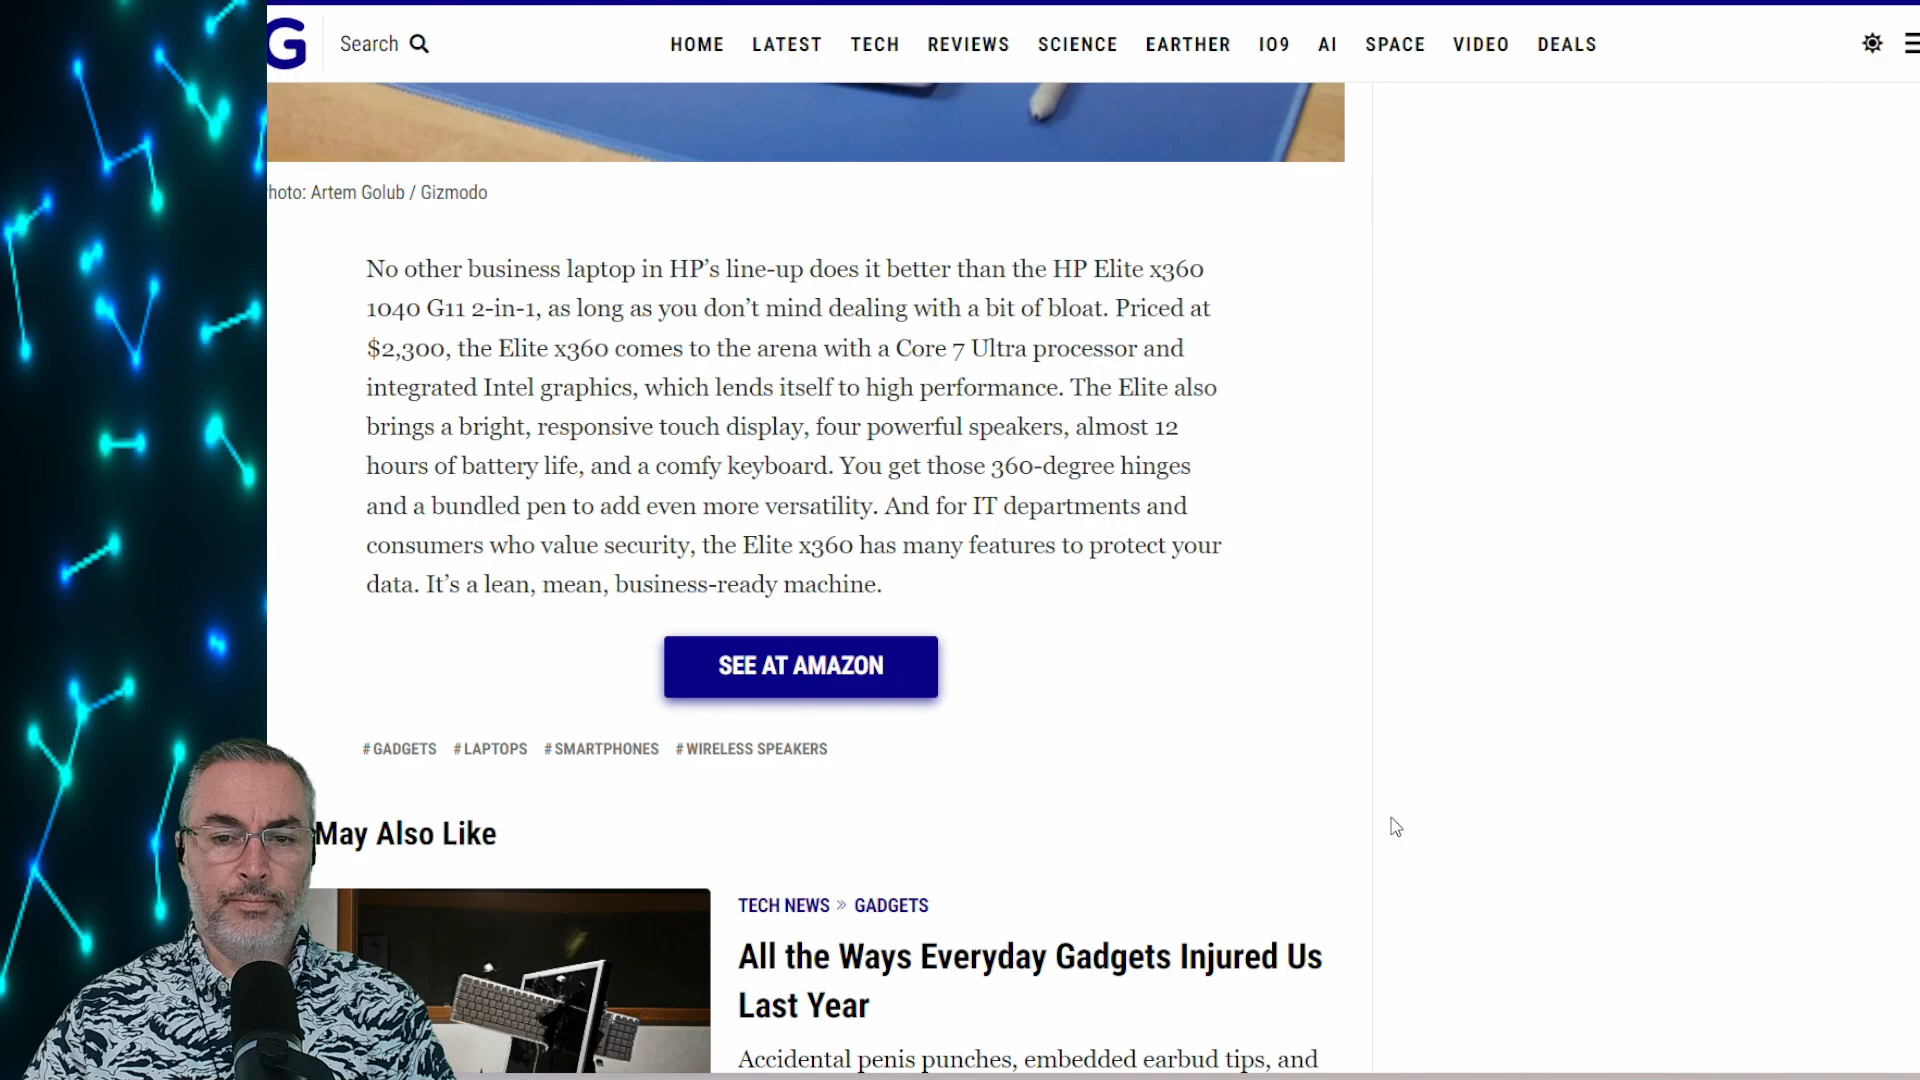 G
Search
HOME LATEST TECH REVIEWS SCIENCE EARTHER IO9 AI SPACE VIDEO DEALS
hoto: Artem Golub / Gizmodo
No other business laptop in HP’s line-up does it better than the HP Elite x360
1040 G11 2-in-1, as long as you don’t mind dealing with a bit of bloat. Priced at
$2,300, the Elite x360 comes to the arena with a Core 7 Ultra processor and
integrated Intel graphics, which lends itself to high performance. The Elite also
brings a bright, responsive touch display, four powerful speakers, almost 12
hours of battery life, and a comfy keyboard. You get those 360-degree hinges
and a bundled pen to add even more versatility. And for IT departments and
consumers who value security, the Elite x360 has many features to protect your
data. It’s a lean, mean, business-ready machine.
SEE AT AMAZON
#GADGETS #LAPTOPS #SMARTPHONES #WIRELESS SPEAKERS
May Also Like
TECH NEWS » GADGETS
All the Ways Everyday Gadgets Injured Us
Last Year
Accidental penis punches, embedded earbud tips, and